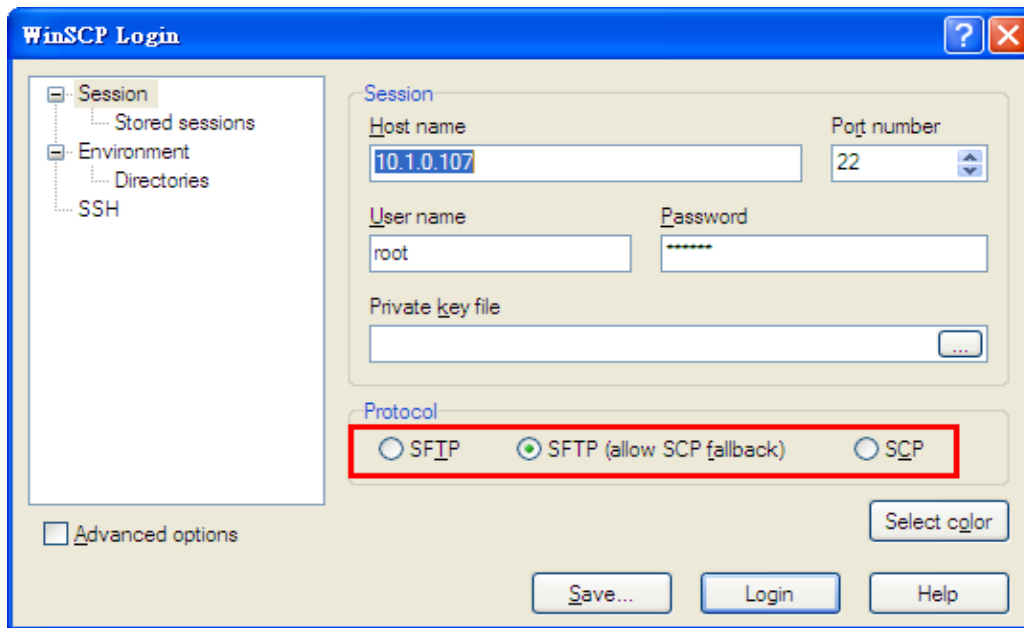 WinSCP Login
Session
Stored sessions
Environment
Directories
SSH
Advanced options
Session
Host name Port number
10.1.0.107 22
User name Password
root ******
Private key file
...
Protocol
SFTP SFTP (allow SCP fallback) SCP
Select color
Save... Login Help